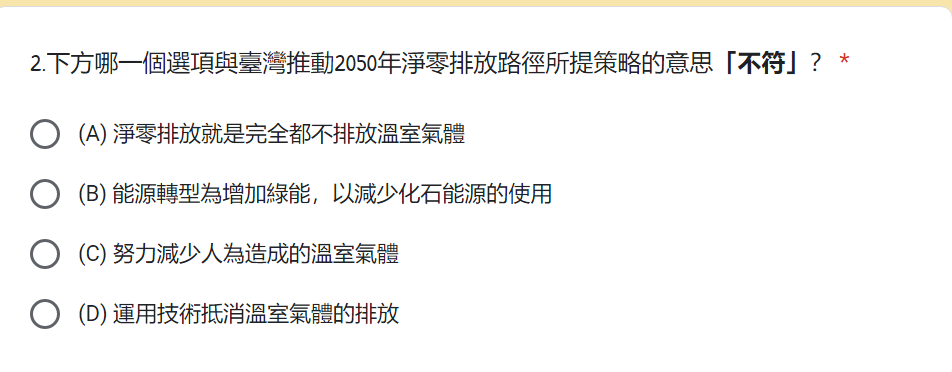 2.下方哪一個選項與臺灣推動2050年淨零排放路徑所提策略的意思「不符」? *
(A) 淨零排放就是完全都不排放溫室氣體
(B) 能源轉型為增加綠能，以減少化石能源的使用
(C) 努力減少人為造成的溫室氣體
(D) 運用技術抵消溫室氣體的排放